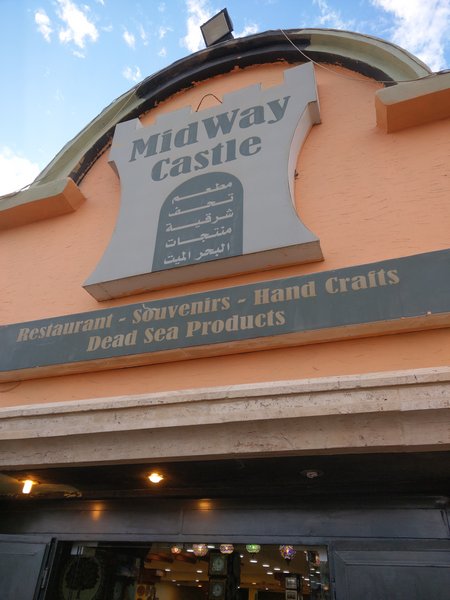 MidWay
Castle
مطعم
تحف
شرقية
منتجات
البحر الميت
Restaurant - Souvenirs - Hand Crafts
Dead Sea Products